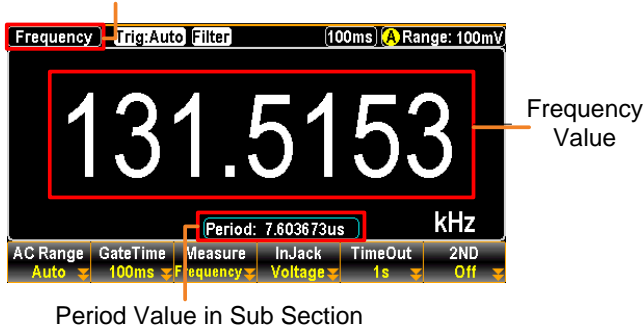 Frequency Trig:Auto Filter 100ms A Range: 100mV
131.5153
Frequency
Value
kHz
Period: 7.603673us
AC Range GateTime Measure InJack TimeOut 2ND
Auto 100ms Frequency Voltage 1s Off
Period Value in Sub Section